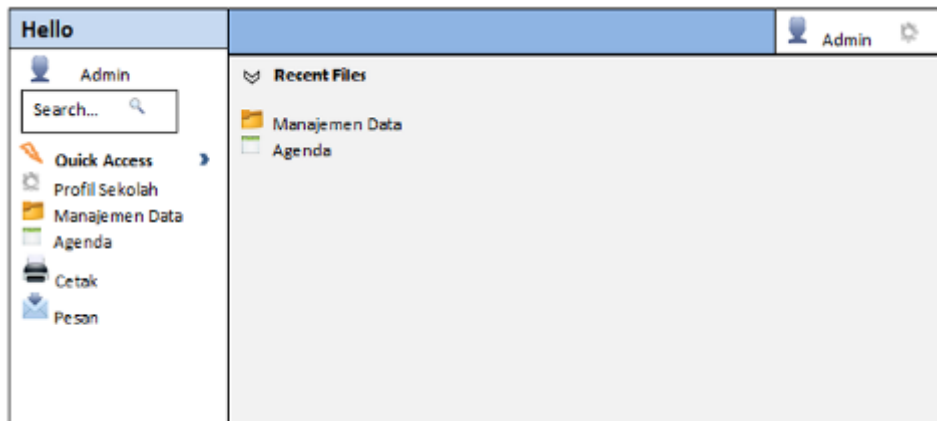 Hello
Admin
Admin
Search...
Quick Access
Profil Sekolah
Manajemen Data
Agenda
Cetak
Pesan
Recent Files
Manajemen Data
Agenda